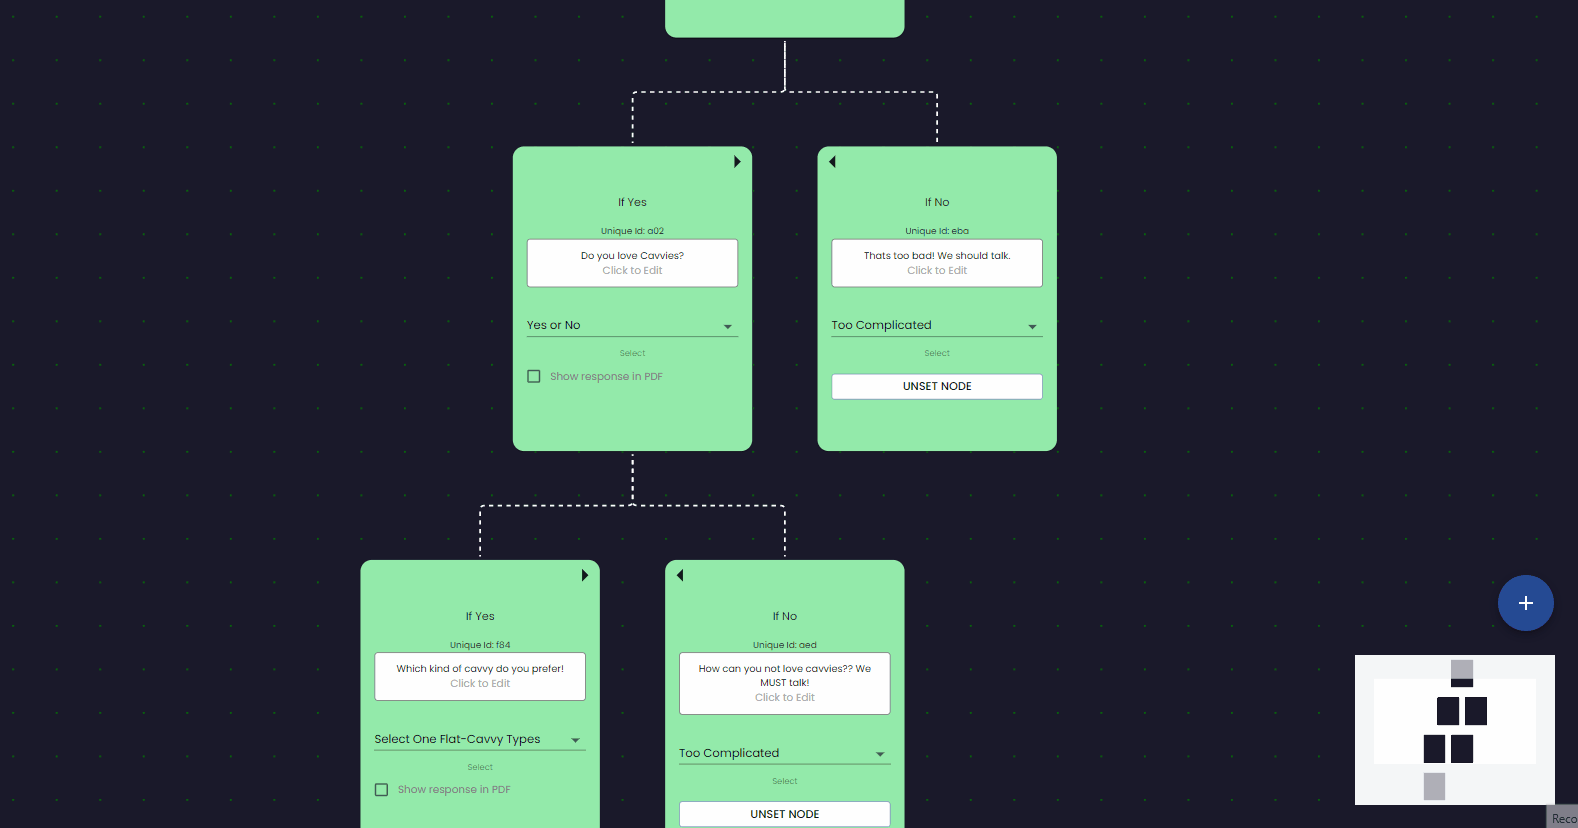 If Yes
Unique Id: a02
Do you love Cavvies?
Click to Edit
Yes or No
Select
Show response in PDF
If No
Unique Id: eba
Thats too bad! We should talk.
Click to Edit
Too Complicated
Select
UNSET NODE
If Yes
Unique Id: f84
Which kind of cavvy do you prefer!
Click to Edit
Select One Flat-Cavvy Types
Select
Show response in PDF
If No
Unique Id: aed
How can you not love cavvies?? We
MUST talk!
Click to Edit
Too Complicated
Select
UNSET NODE
Reco